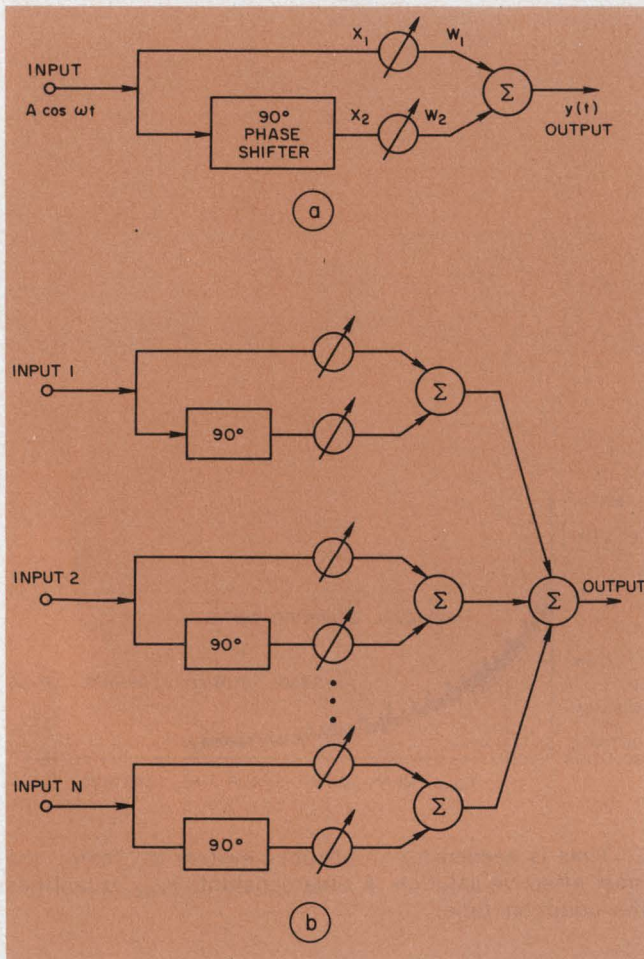 INPUT
A cos ωt
X₁
W₁
90°
PHASE
SHIFTER
X₂
W₂
Σ
y(t)
OUTPUT
a
INPUT 1
90°
Σ
INPUT 2
90°
Σ
Σ
OUTPUT
INPUT N
90°
Σ
b